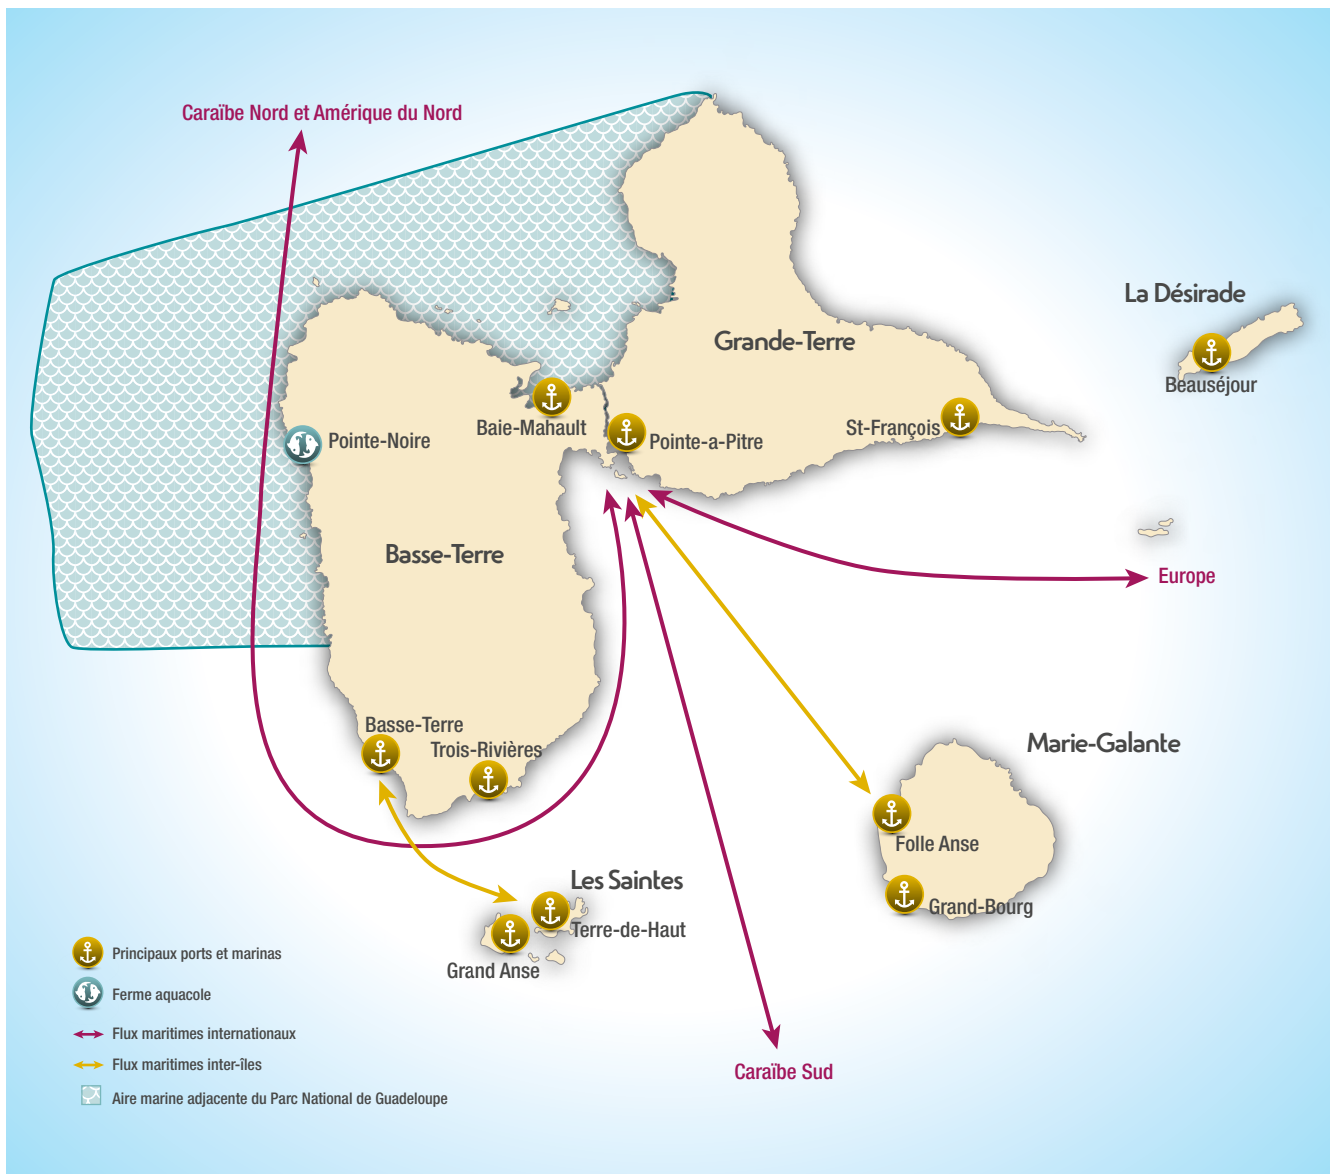 Caraïbe Nord et Amérique du Nord
La Désirade
Grande-Terre
Beauséjour
Baie-Mahault
St-François
Pointe-Noire
Pointe-a-Pitre
Basse-Terre
Europe
Basse-Terre
Trois-Rivières
Marie-Galante
Folle Anse
Les Saintes
Grand-Bourg
Terre-de-Haut
Grand Anse
Principaux ports et marinas
Ferme aquacole
Flux maritimes internationaux
Flux maritimes inter-îles
Aire marine adjacente du Parc National de Guadeloupe
Caraïbe Sud